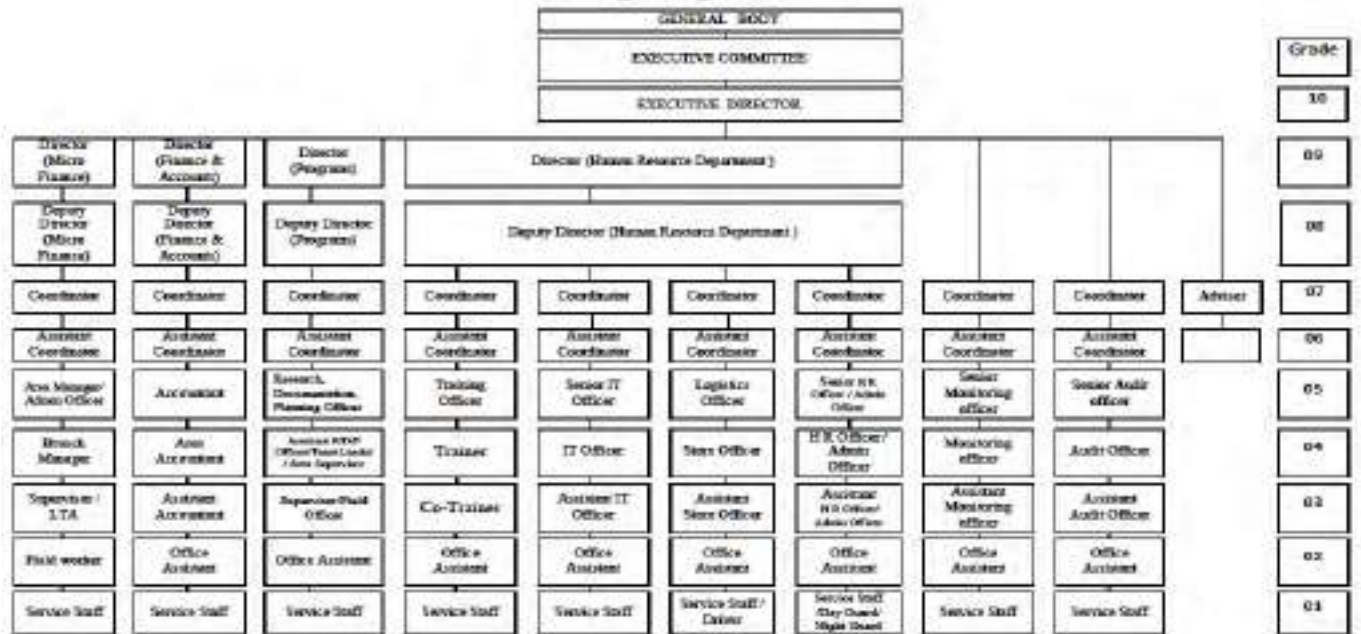 GENERAL BODY
EXECUTIVE COMMITTEE
Grade
EXECUTIVE DIRECTOR
10
Director
(Micro
Finance)
Director
(Finance &
Accounts)
Director
(Programs)
Director (Human Resource Department)
09
Deputy
Director
(Micro
Finance)
Deputy
Director
(Finance &
Accounts)
Deputy Director
(Programs)
Deputy Director (Human Resource Department)
08
Coordinator
Coordinator
Coordinator
Coordinator
Coordinator
Coordinator
Coordinator
Coordinator
Coordinator
Adviser
07
Assistant
Coordinator
Assistant
Coordinator
Assistant
Coordinator
Assistant
Coordinator
Assistant
Coordinator
Assistant
Coordinator
Assistant
Coordinator
Assistant
Coordinator
Assistant
Coordinator
06
Area Manager/
Admin Officer
Accountant
Research,
Documentation,
Planning Officer
Training
Officer
Senior IT
Officer
Logistics
Officer
Senior HR
Officer / Admin
Officer
Senior
Monitoring
officer
Senior Audit
officer
05
Branch
Manager
Area
Accountant
Assistant
/ Area Supervisor
Trainer
IT Officer
Store Officer
H R Officer/
Admin
Officer
Monitoring
officer
Audit Officer
04
Supervisor /
LTA
Assistant
Accountant
Supervisor/Field
Officer
Co-Trainer
Assistant IT
Officer
Assistant
Store Officer
Assistant
H R Officer/
Admin Officer
Assistant
Monitoring
officer
Assistant
Audit Officer
03
Field worker
Office
Assistant
Office Assistant
Office
Assistant
Office
Assistant
Office
Assistant
Office
Assistant
Office
Assistant
Office
Assistant
02
Service Staff
Service Staff
Service Staff
Service Staff
Service Staff
Service Staff /
Driver
Service Staff
/Day Guard/
Night Guard
Service Staff
Service Staff
01